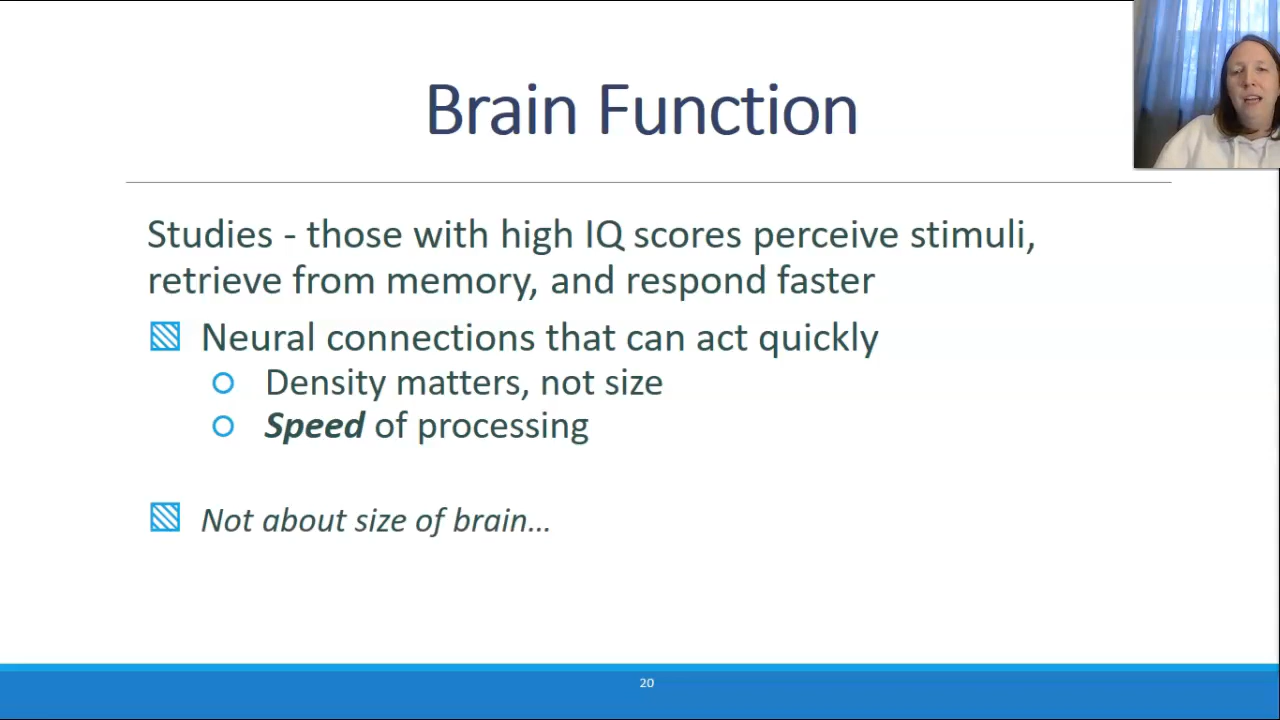 Brain Function
Studies - those with high IQ scores perceive stimuli,
retrieve from memory, and respond faster
Neural connections that can act quickly
Density matters, not size
Speed of processing
Not about size of brain…
20